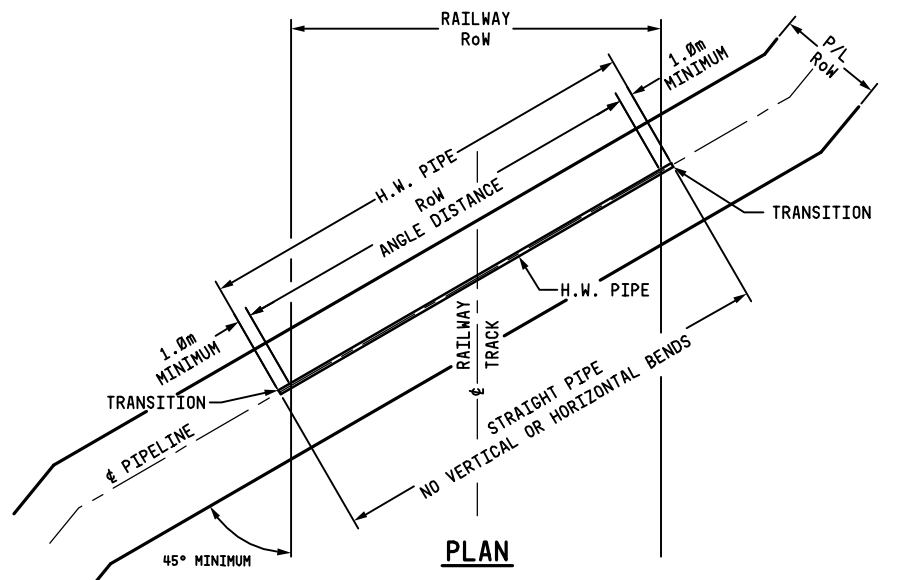 RAILWAY
RoW
1.0m
MINIMUM
P/L
RoW
H.W. PIPE
RoW
ANGLE DISTANCE
TRANSITION
H.W. PIPE
RAILWAY
℄ TRACK
1.0m
MINIMUM
TRANSITION
℄ PIPELINE
STRAIGHT PIPE
NO VERTICAL OR HORIZONTAL BENDS
45° MINIMUM
PLAN